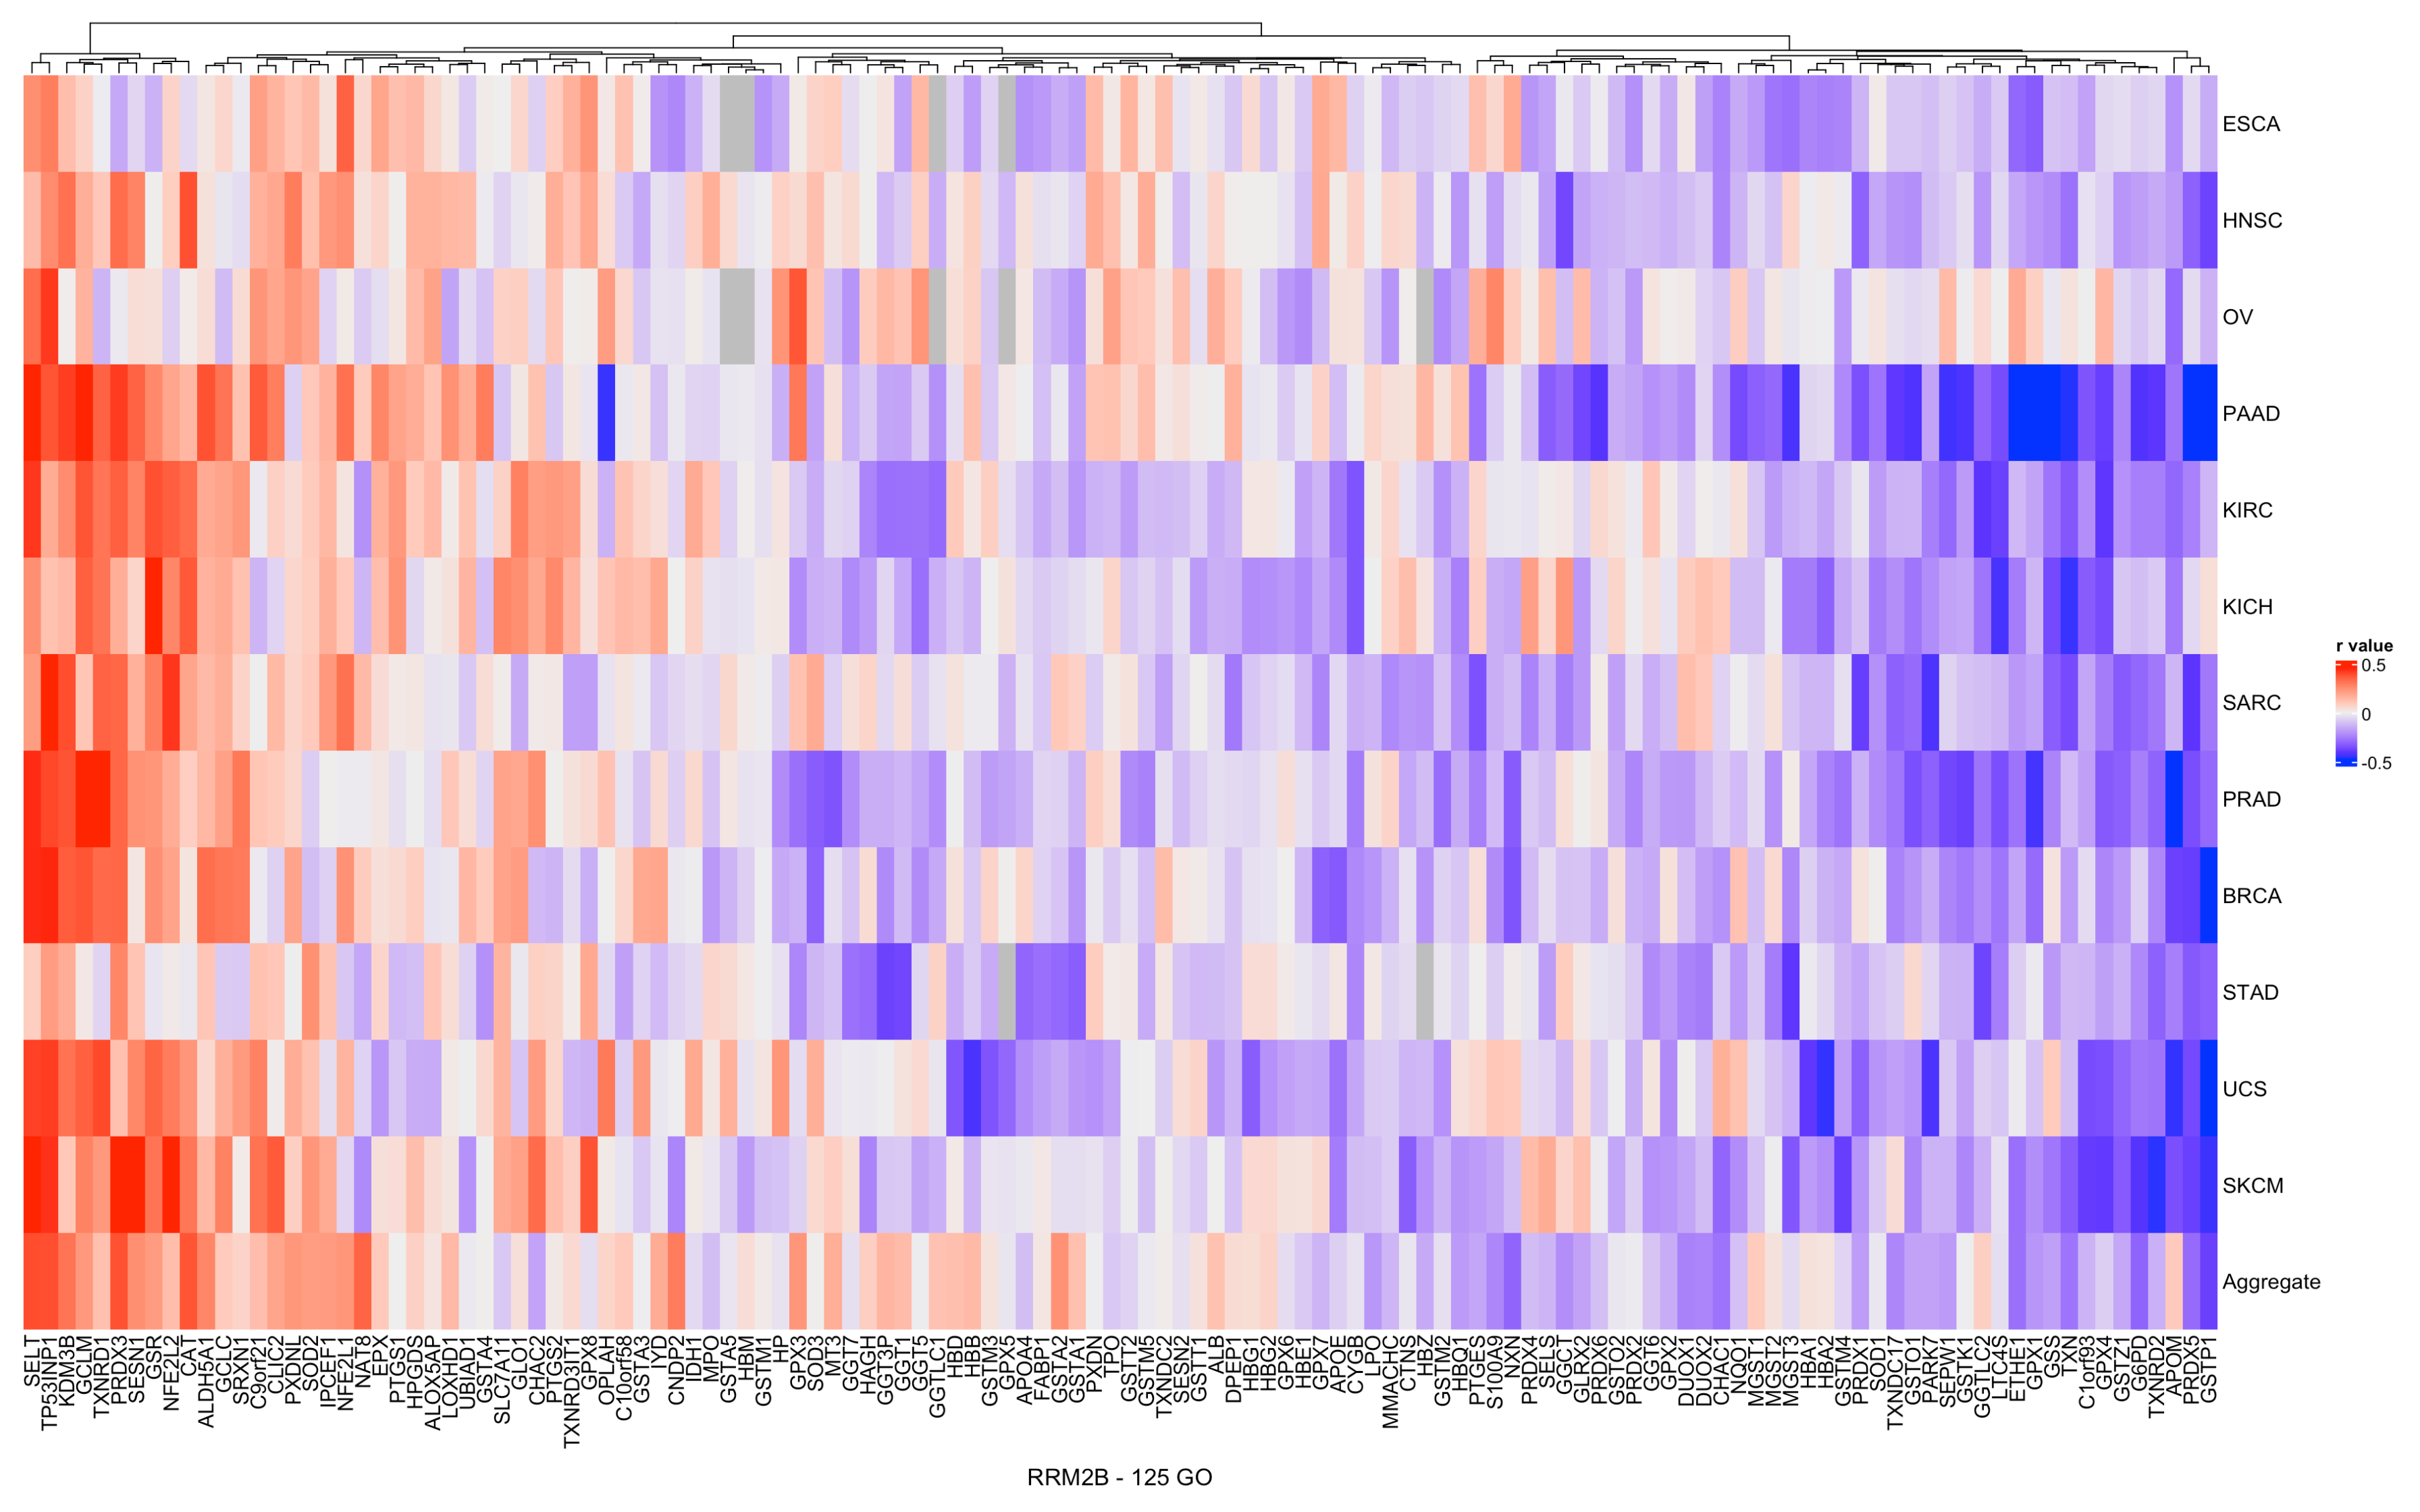 ESCA
HNSC
OV
PAAD
KIRC
KICH
SARC
PRAD
BRCA
STAD
UCS
SKCM
Aggregate
r value
0.5
0
-0.5
SELT
TP53INP1
KDM3B
GCLM
TXNRD1
PRDX3
SESN1
GSR
NFE2L2
CAT
ALDH5A1
GCLC
SRXN1
C9orf21
CLIC2
PXDNL
SOD2
IPCEF1
NFE2L1
NAT8
EPX
PTGS1
HPGDS
ALOX5AP
LOXHD1
UBIAD1
GSTA4
SLC7A11
GLO1
CHAC2
PTGS2
TXNRD3IT1
GPX8
OPLAH
C10orf58
GSTA3
IYD
CNDP2
IDH1
MPO
GSTA5
HBM
GSTM1
HP
GPX3
SOD3
MT3
GGT7
HAGH
GGT3P
GGT1
GGT5
GGTLC1
HBD
HBB
GSTM3
GPX5
APOA4
FABP1
GSTA2
GSTA1
PXDN
TPO
GSTT2
GSTM5
TXNDC2
SESN2
GSTT1
ALB
DPEP1
HBG1
HBG2
GPX6
HBE1
GPX7
APOE
CYGB
LPO
MMACHC
CTNS
HBZ
GSTM2
HBQ1
PTGES
S100A9
NXN
PRDX4
SELS
GGCT
GLRX2
PRDX6
GSTO2
PRDX2
GGT6
GPX2
DUOX1
DUOX2
CHAC1
NQO1
MGST1
MGST2
MGST3
HBA1
HBA2
GSTM4
PRDX1
SOD1
TXNDC17
GSTO1
PARK7
SEPW1
GSTK1
GGTLC2
LTC4S
ETHE1
GPX1
GSS
TXN
C1orf93
GPX4
GSTZ1
G6PD
TXNRD2
APOM
PRDX5
GSTP1
RRM2B - 125 GO